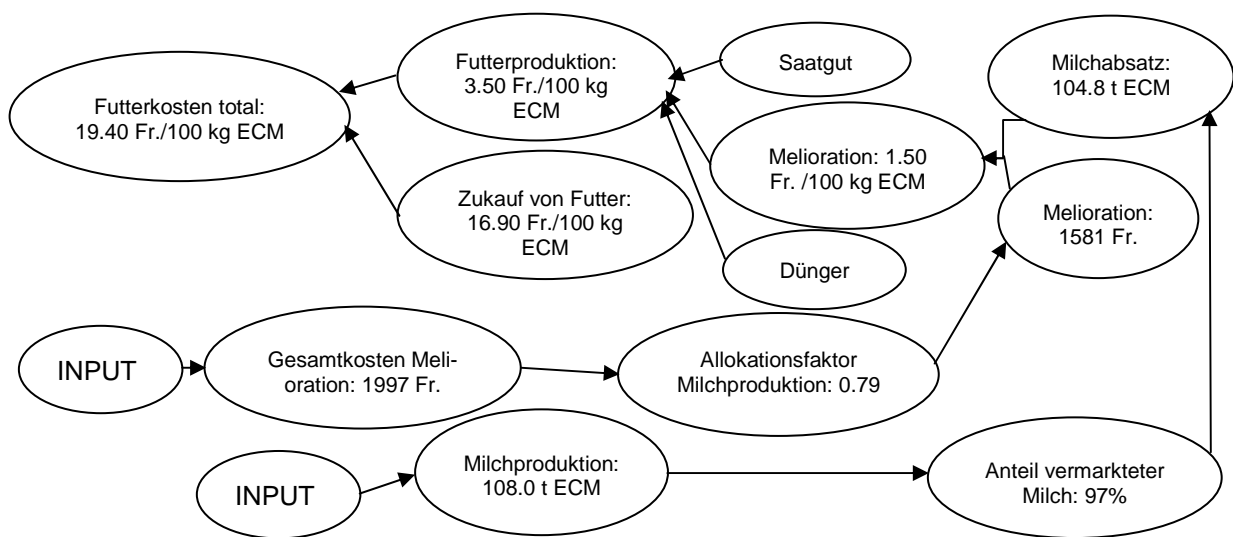 Futterkosten total:
19.40 Fr./100 kg ECM
Futterproduktion:
3.50 Fr./100 kg
ECM
Saatgut
Milchabsatz:
104.8 t ECM
Zukauf von Futter:
16.90 Fr./100 kg
ECM
Melioration: 1.50
Fr. /100 kg ECM
Melioration:
1581 Fr.
Dünger
INPUT
Gesamtkosten Meli-
oration: 1997 Fr.
Allokationsfaktor
Milchproduktion: 0.79
INPUT
Milchproduktion:
108.0 t ECM
Anteil vermarkteter
Milch: 97%